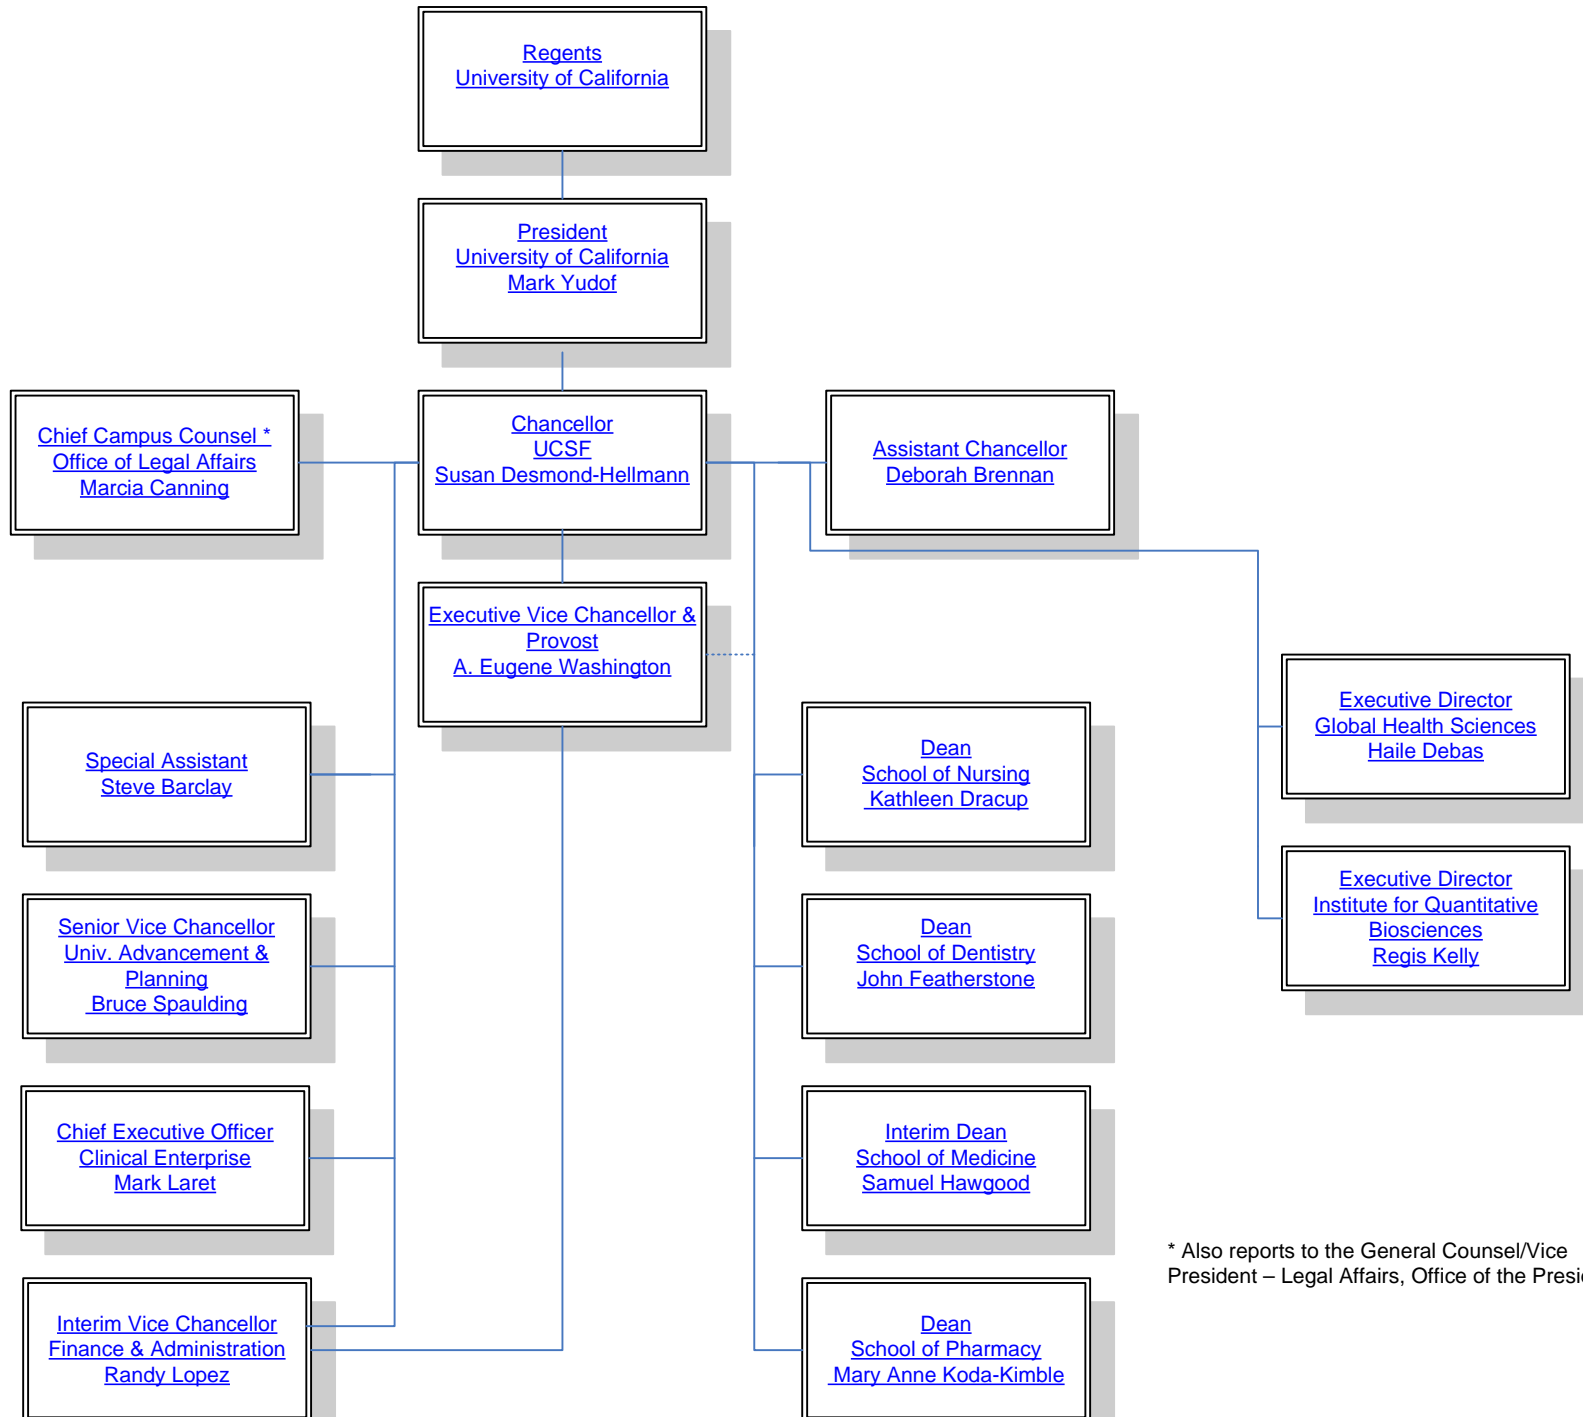 Regents
University of California
President
University of California
Mark Yudof
Chief Campus Counsel *
Office of Legal Affairs
Marcia Canning
Chancellor
UCSF
Susan Desmond-Hellmann
Assistant Chancellor
Deborah Brennan
Executive Vice Chancellor &
Provost
A. Eugene Washington
Special Assistant
Steve Barclay
Dean
School of Nursing
Kathleen Dracup
Executive Director
Global Health Sciences
Haile Debas
Senior Vice Chancellor
Univ. Advancement &
Planning
Bruce Spaulding
Dean
School of Dentistry
John Featherstone
Executive Director
Institute for Quantitative
Biosciences
Regis Kelly
Chief Executive Officer
Clinical Enterprise
Mark Laret
Interim Dean
School of Medicine
Samuel Hawgood
* Also reports to the General Counsel/Vice
President – Legal Affairs, Office of the
Interim Vice Chancellor
Finance & Administration
Randy Lopez
Dean
School of Pharmacy
Mary Anne Koda-Kimble